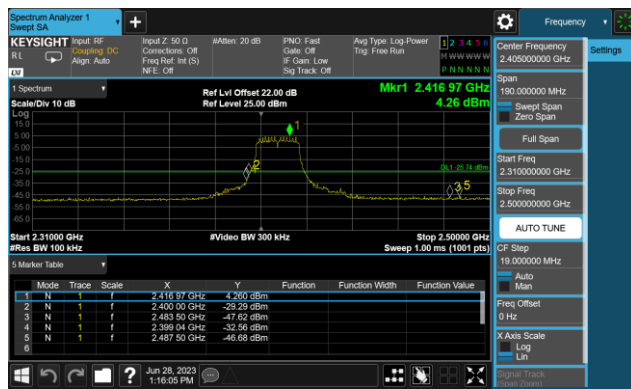 Spectrum Analyzer 1
Swept SA
Frequency
KEYSIGHT
RL
LXI
Input: RF
Coupling: DC
Align: Auto
Input Z: 50 Ω
Corrections: Off
Freq Ref: Int (S)
NFE: Off
#Atten: 20 dB
PNO: Fast
Gate: Off
IF Gain: Low
Sig Track: Off
Avg Type: Log-Power
Trig: Free Run
1 2 3 4 5 6
M W W W W W
P N N N N N
Center Frequency
2.405000000 GHz
Settings
Span
190.000000 MHz
Swept Span
Zero Span
Full Span
Start Freq
2.310000000 GHz
Stop Freq
2.500000000 GHz
AUTO TUNE
CF Step
19.000000 MHz
Auto
Man
Freq Offset
0 Hz
X Axis Scale
Log
Lin
Signal Track
(Span Zoom)
1 Spectrum
Scale/Div 10 dB
Ref Lvl Offset 22.00 dB
Ref Level 25.00 dBm
Mkr1 2.416 97 GHz
4.26 dBm
Log
15.0
5.00
-5.00
-15.0
-25.0
-35.0
-45.0
-55.0
-65.0
1
2
3
5
DL1 -25.74 dBm
Start 2.31000 GHz
#Res BW 100 kHz
#Video BW 300 kHz
Stop 2.50000 GHz
Sweep 1.00 ms (1001 pts)
5 Marker Table
Mode Trace Scale X Y Function Function Width Function Value
1 N 1 f 2.416 97 GHz 4.260 dBm
2 N 1 f 2.400 00 GHz -29.29 dBm
3 N 1 f 2.483 50 GHz -47.62 dBm
4 N 1 f 2.399 04 GHz -32.56 dBm
5 N 1 f 2.487 50 GHz -46.68 dBm
6
?
Jun 28, 2023
1:16:05 PM